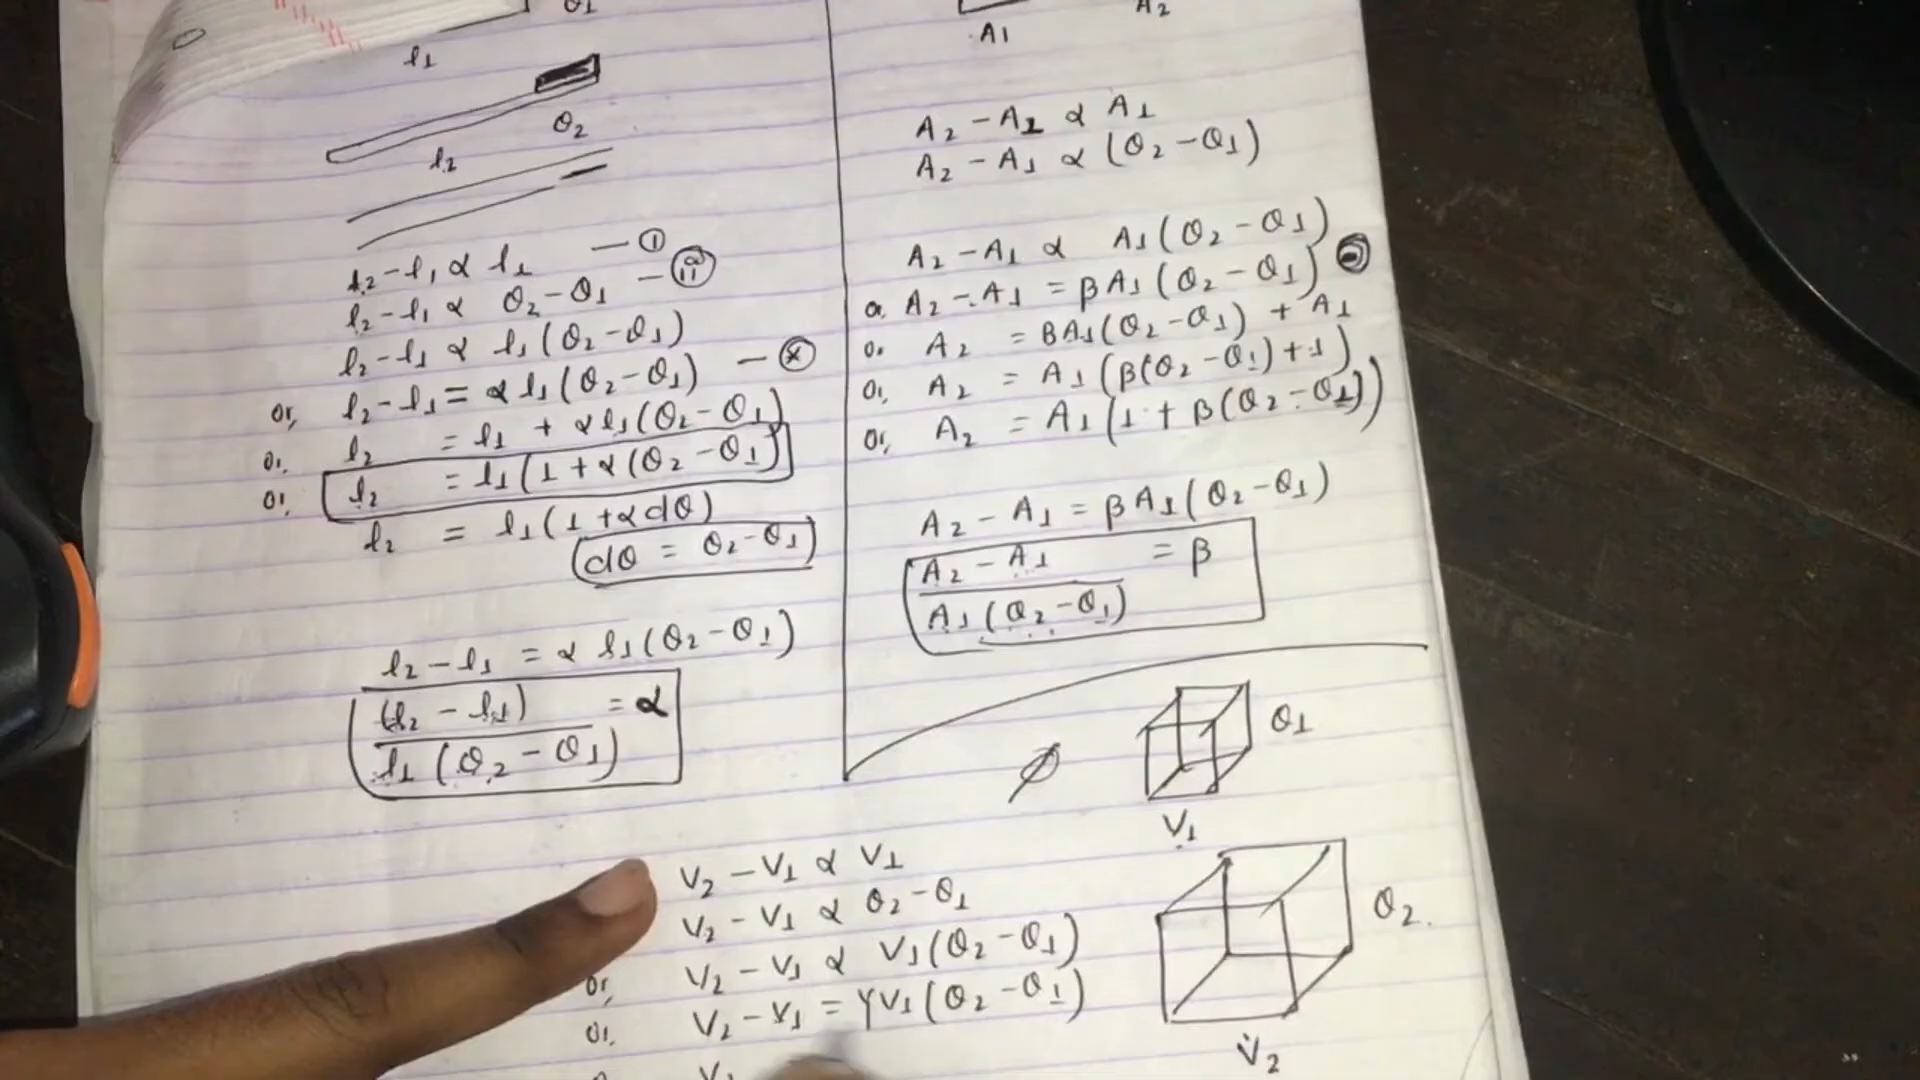 θ1
l1
θ2
l2
l2 - l1 α l1 — ①
l2 - l1 α θ2 - θ1 — ⅱ
l2 - l1 α l1 (θ2 - θ1)
or, l2 - l1 = α l1 (θ2 - θ1) — *
or, l2 = l1 + α l1 (θ2 - θ1)
or, l2 = l1 (1 + α (θ2 - θ1)
l2 = l1 (1 + α dθ)
dθ = θ2 - θ1
l2 - l1 = α l1 (θ2 - θ1)
(l2 - l1) = α
l1 (θ2 - θ1)
A1 A2
A2 - A1 α A1
A2 - A1 α (θ2 - θ1)
A2 - A1 α A1 (θ2 - θ1)
or, A2 - A1 = β A1 (θ2 - θ1)
or A2 = β A1 (θ2 - θ1) + A1
or, A2 = A1 (β (θ2 - θ1) + 1)
or, A2 = A1 (1 + β (θ2 - θ1))
A2 - A1 = β A1 (θ2 - θ1)
A2 - A1 = β
A1 (θ2 - θ1)
θ1
V1
θ2.
V2
V2 - V1 α V1
V2 - V1 α θ2 - θ1
or, V2 - V1 α V1 (θ2 - θ1)
or, V2 - V1 = γ V1 (θ2 - θ1)